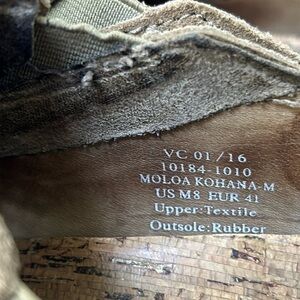 VC 01/16
10184-1010
MOLOA KOHANA-M
US M8 EUR 41
Upper:Textile
Outsole:Rubber